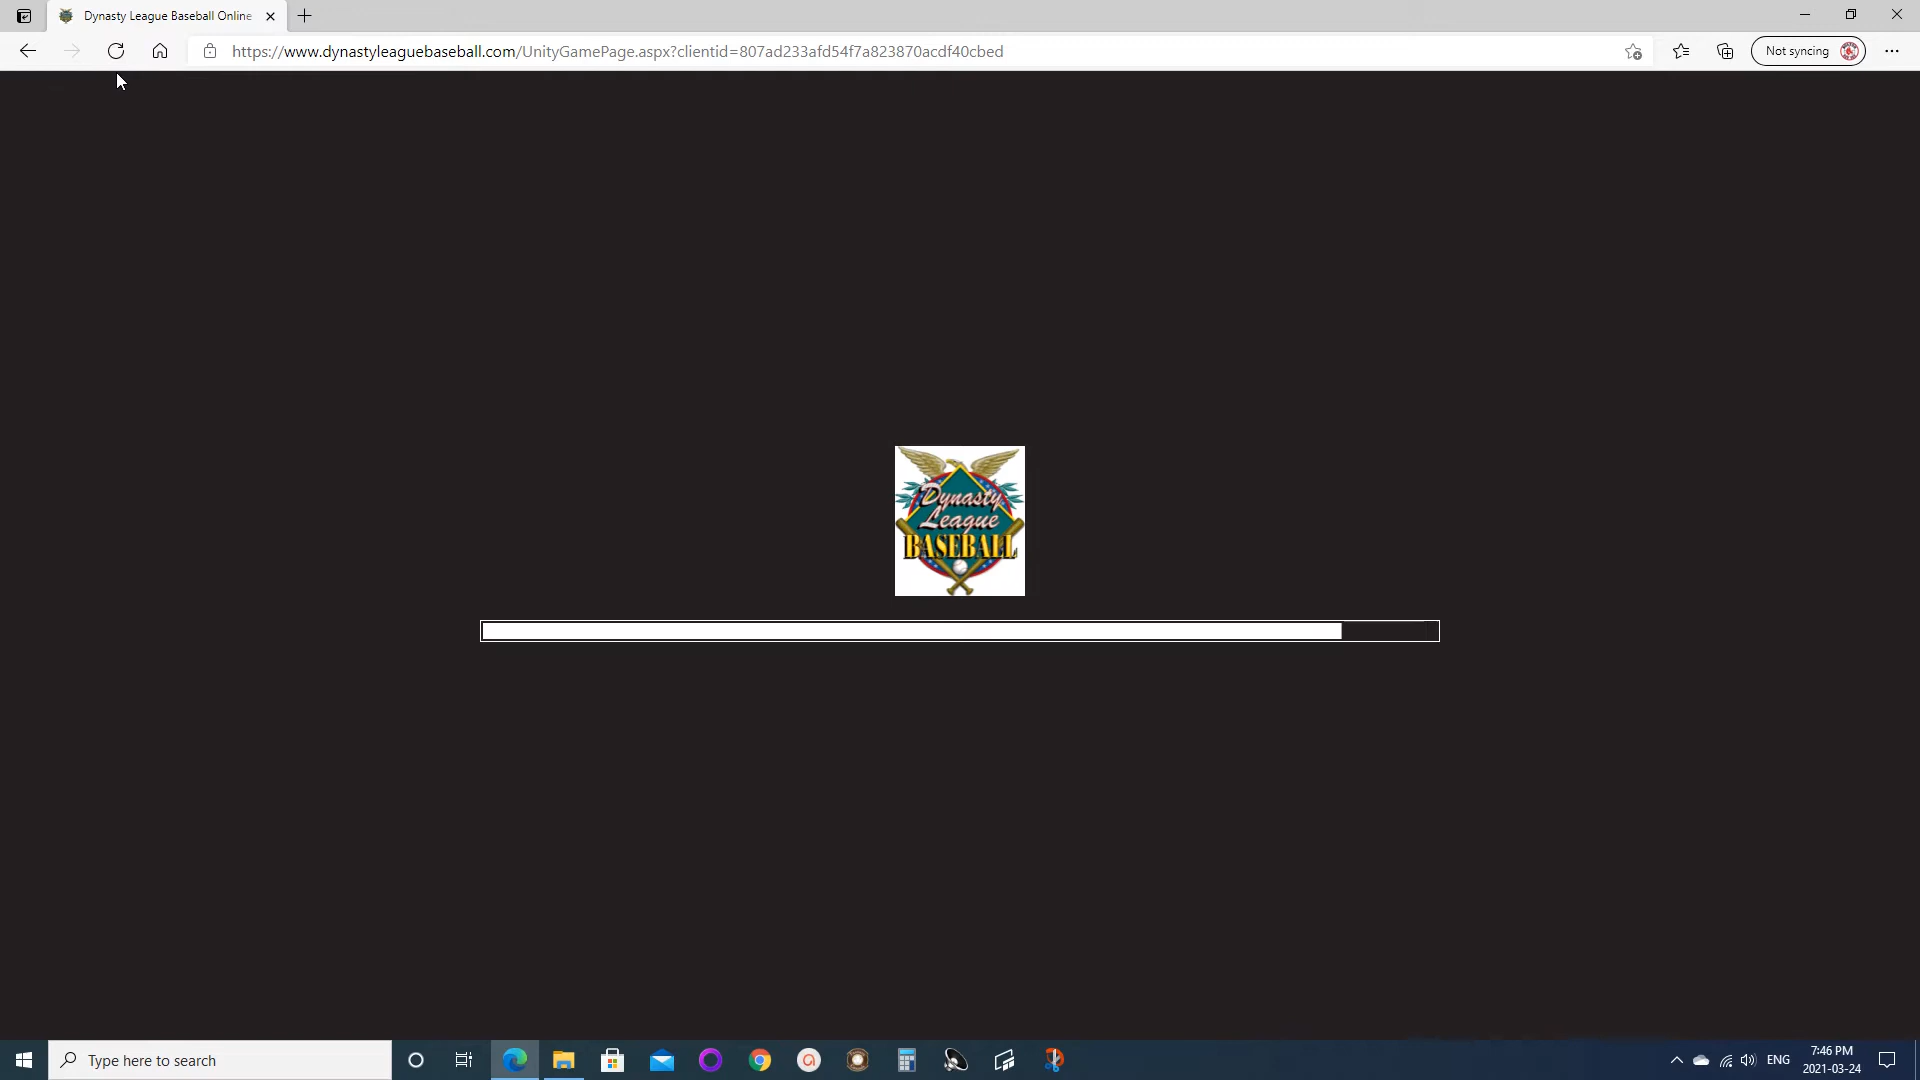 Dynasty League Baseball Online
https://www.dynastyleaguebaseball.com/UnityGamePage.aspx?clientid=807ad233afd54f7a823870acdf40cbed
Not syncing
Dynasty
League
BASEBALL
Type here to search
ENG
7:46 PM
2021-03-24